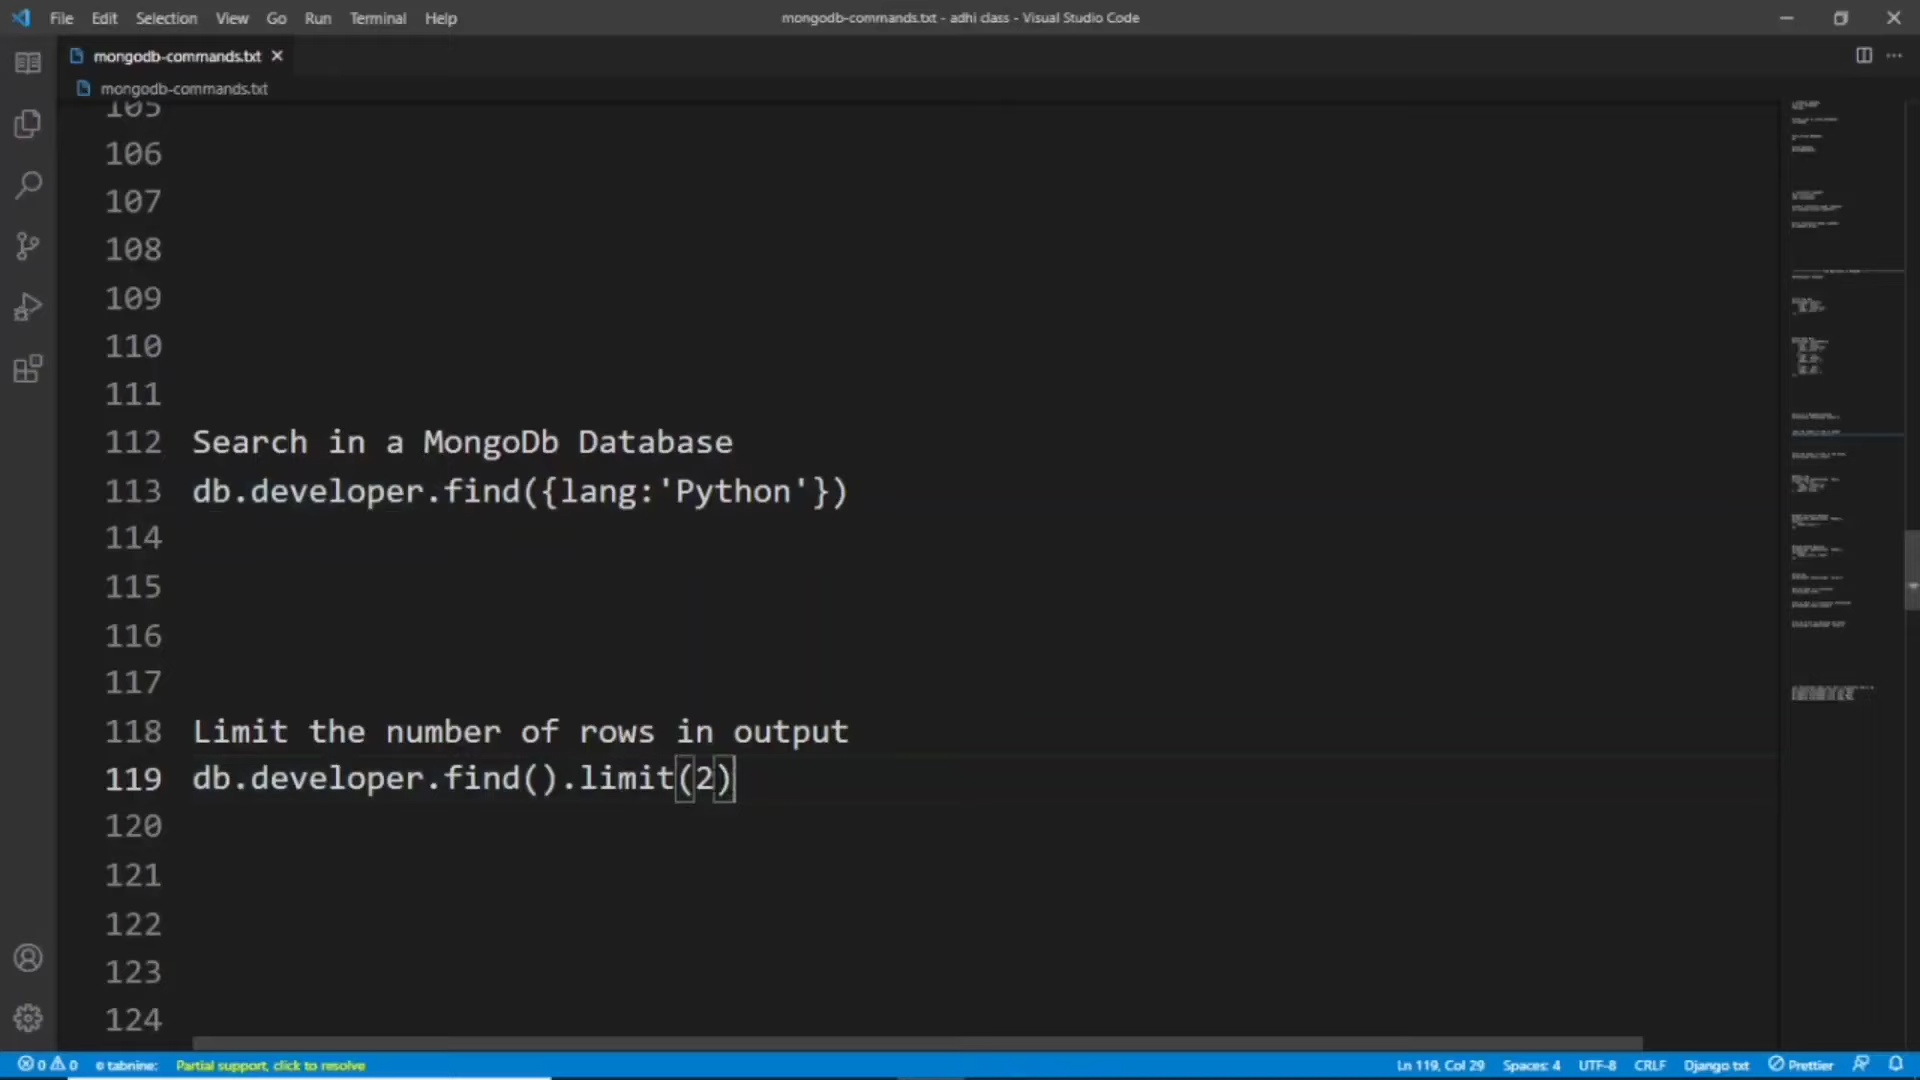 File Edit Selection View Go Run Terminal Help
mongodb-commands.txt - adhi class - Visual Studio Code
mongodb-commands.txt
mongodb-commands.txt
105
106
107
108
109
110
111
112 Search in a MongoDb Database
113 db.developer.find({lang:'Python'})
114
115
116
117
118 Limit the number of rows in output
119 db.developer.find().limit(2)
120
121
122
123
124
0 0 tabnine: Partial support, click to resolve Ln 119, Col 29 Spaces: 4 UTF-8 CRLF Django txt Prettier